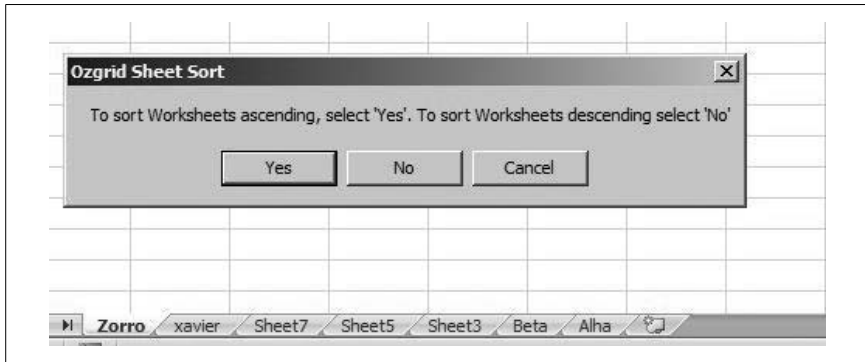 Ozgrid Sheet Sort
To sort Worksheets ascending, select 'Yes'. To sort Worksheets descending select 'No'
Yes No Cancel
Zorro xavier Sheet7 Sheet5 Sheet3 Beta Alha